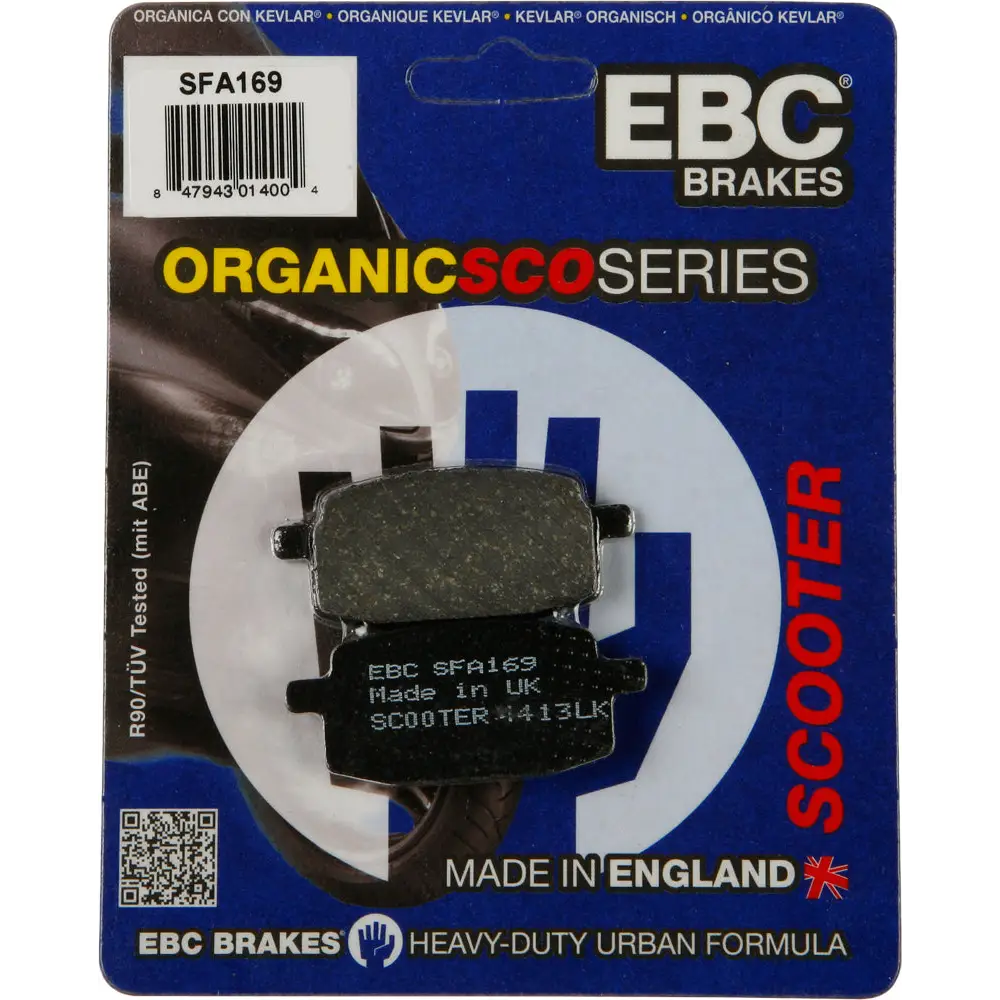 ORGANICA CON KEVLAR® • ORGANIQUE KEVLAR® • KEVLAR® ORGANISCH • ORGÂNICO KEVLAR®
SFA169
8 47943 01400 4
EBC®
BRAKES
ORGANICSCOSERIES
R90/TÜV Tested (mit ABE)
SCOOTER
EBC SFA169
Made in UK
SCOOTER 413LK
MADE IN ENGLAND
EBC BRAKES® HEAVY-DUTY URBAN FORMULA